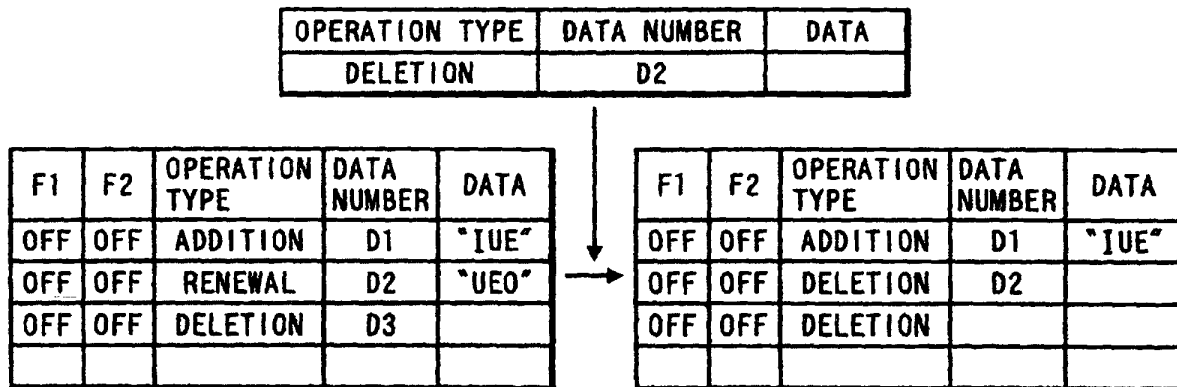 OPERATION TYPE DATA NUMBER DATA
DELETION D2
F1 F2 OPERATION TYPE DATA NUMBER DATA
OFF OFF ADDITION D1 "IUE"
OFF OFF RENEWAL D2 "UEO"
OFF OFF DELETION D3
F1 F2 OPERATION TYPE DATA NUMBER DATA
OFF OFF ADDITION D1 "IUE"
OFF OFF DELETION D2
OFF OFF DELETION